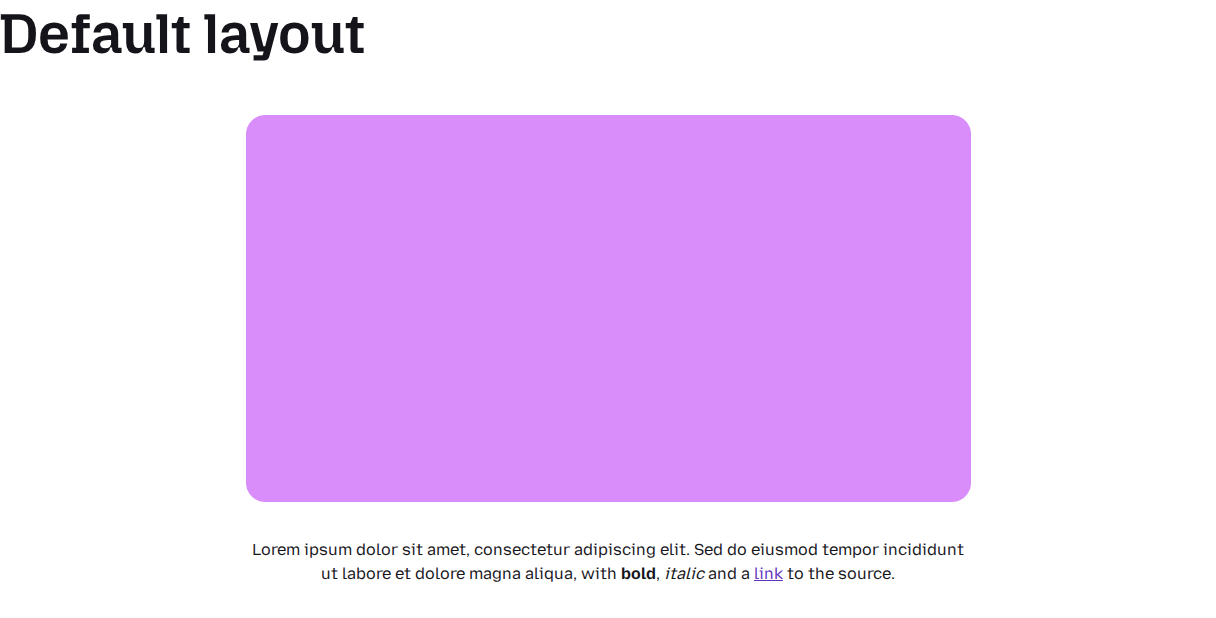 Default layout
Lorem ipsum dolor sit amet, consectetur adipiscing elit. Sed do eiusmod tempor incididunt
ut labore et dolore magna aliqua, with bold, italic and a link to the source.